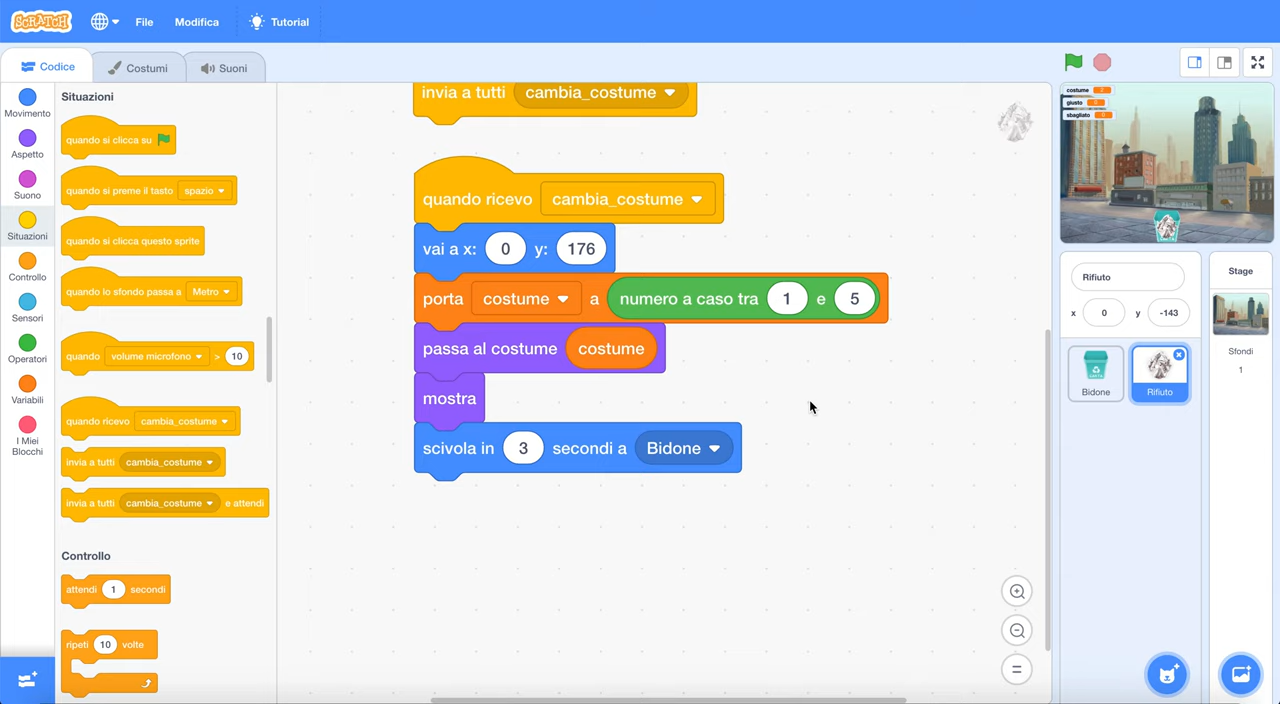 SCRATCH File Modifica Tutorial
Codice Costumi Suoni
Movimento
Aspetto
Suono
Situazioni
Controllo
Sensori
Operatori
Variabili
I Miei
Blocchi
Situazioni
quando si clicca su
quando si preme il tasto spazio
quando si clicca questo sprite
quando lo sfondo passa a Metro
quando volume microfono > 10
quando ricevo cambia_costume
invia a tutti cambia_costume
invia a tutti cambia_costume e attendi
Controllo
attendi 1 secondi
ripeti 10 volte
invia a tutti cambia_costume
quando ricevo cambia_costume
vai a x: 0 y: 176
porta costume a numero a caso tra 1 e 5
passa al costume costume
mostra
scivola in 3 secondi a Bidone
costume
giusto
sbagliato
Rifiuto
x 0 y -143
Bidone
Rifiuto
Stage
Sfondi
1